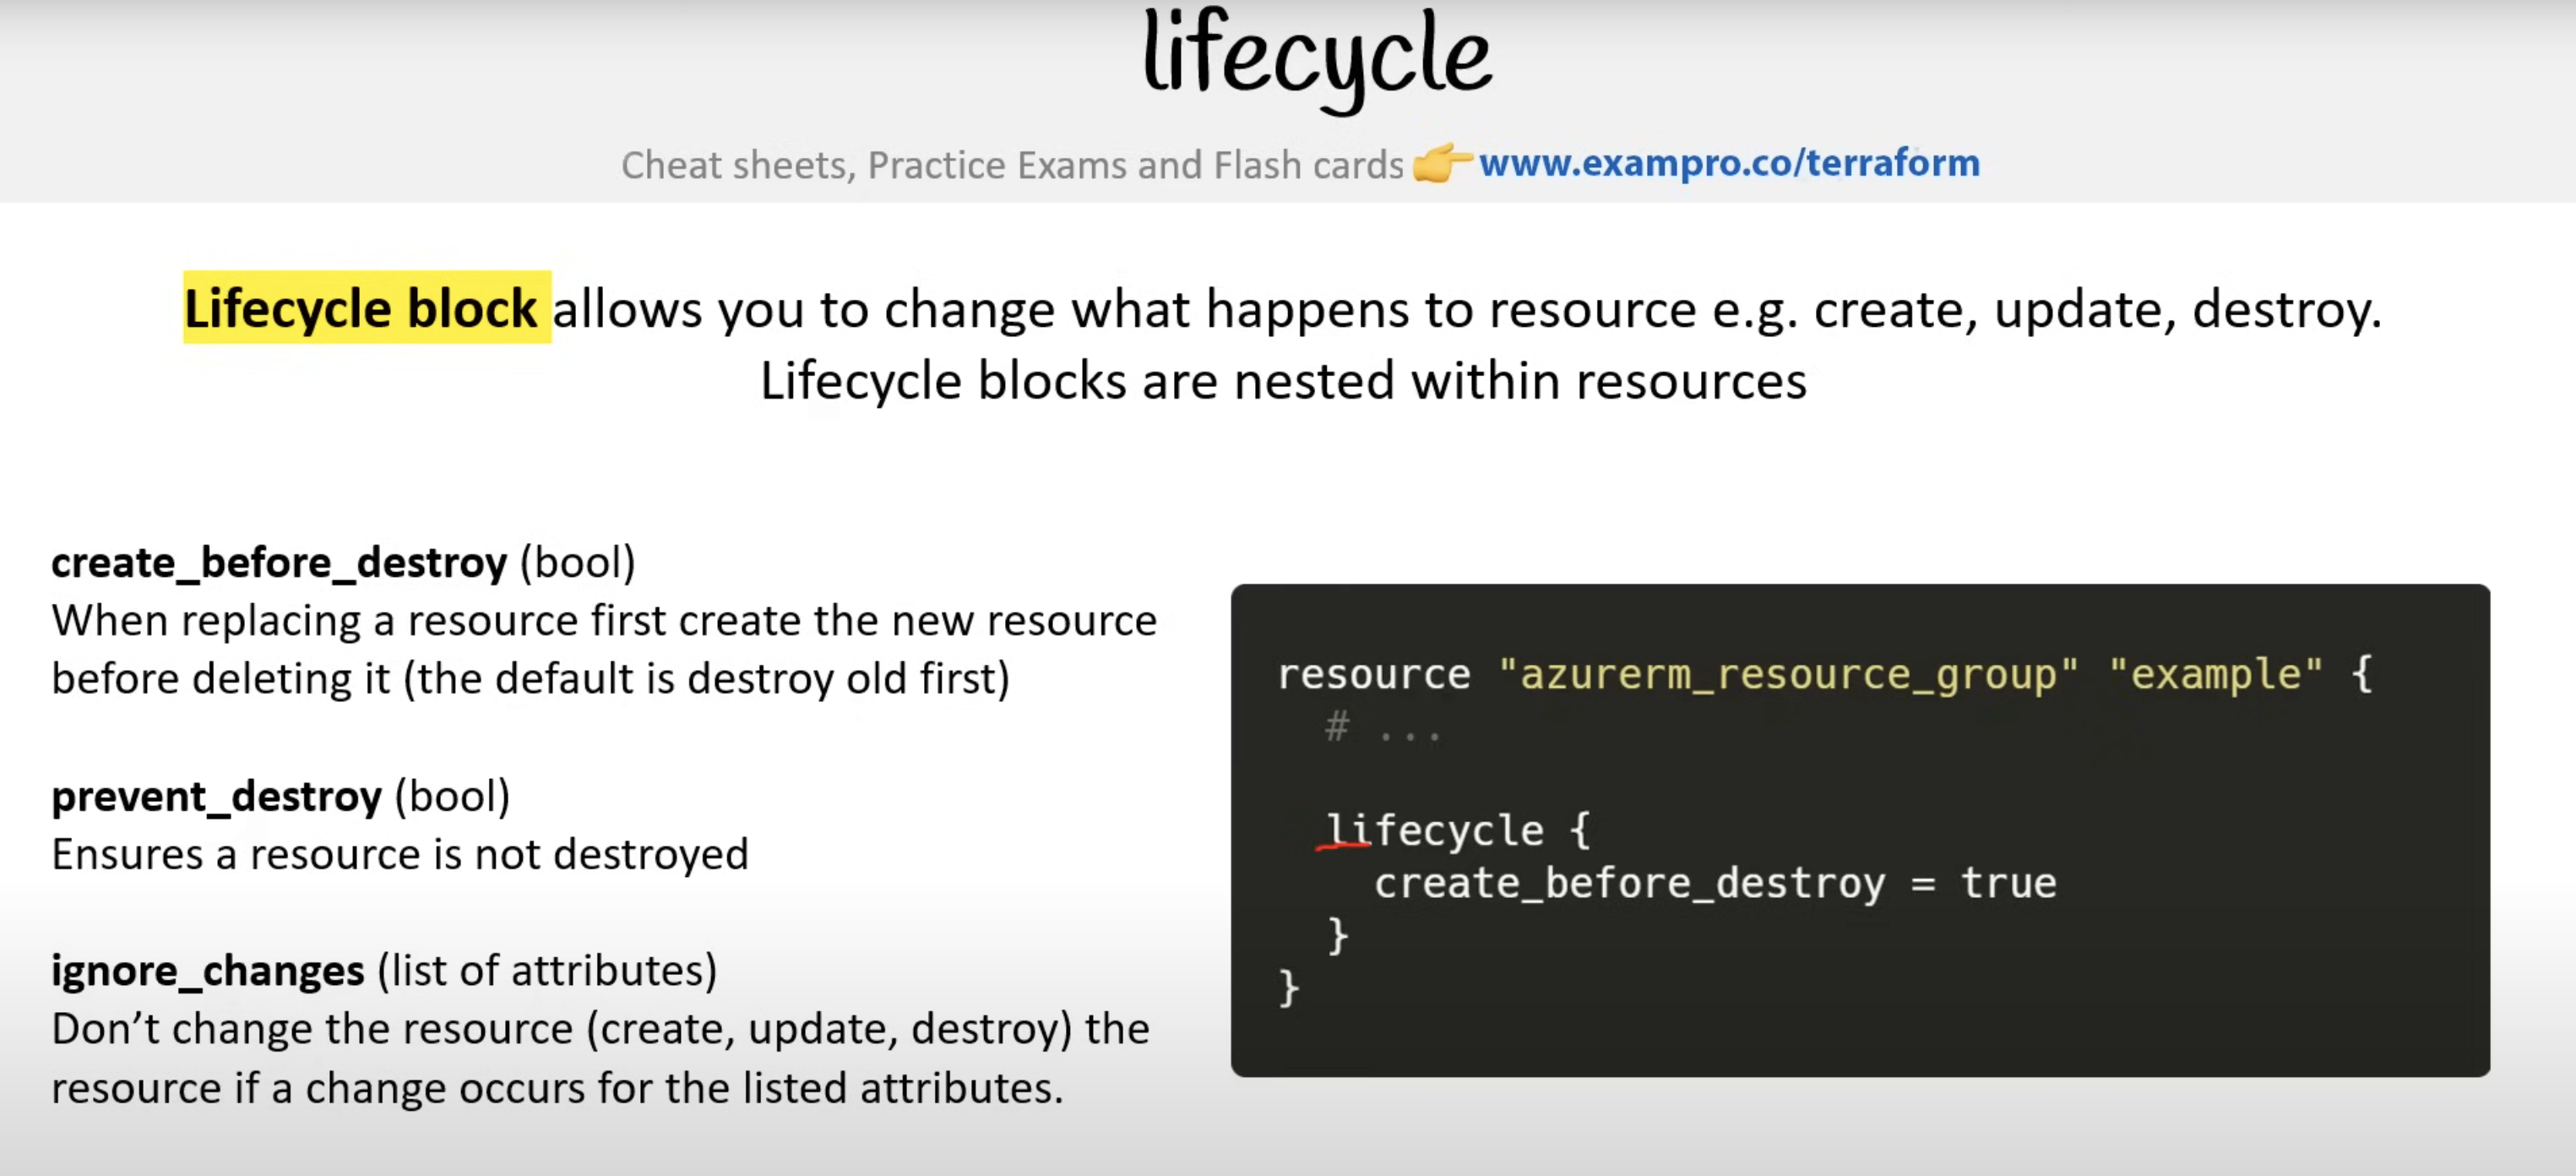 lifecycle
Cheat sheets, Practice Exams and Flash cards 👉 www.exampro.co/terraform
Lifecycle block allows you to change what happens to resource e.g. create, update, destroy.
Lifecycle blocks are nested within resources
create_before_destroy (bool)
When replacing a resource first create the new resource
before deleting it (the default is destroy old first)
prevent_destroy (bool)
Ensures a resource is not destroyed
ignore_changes (list of attributes)
Don’t change the resource (create, update, destroy) the
resource if a change occurs for the listed attributes.
resource "azurerm_resource_group" "example" {
  # ...
  lifecycle {
    create_before_destroy = true
  }
}